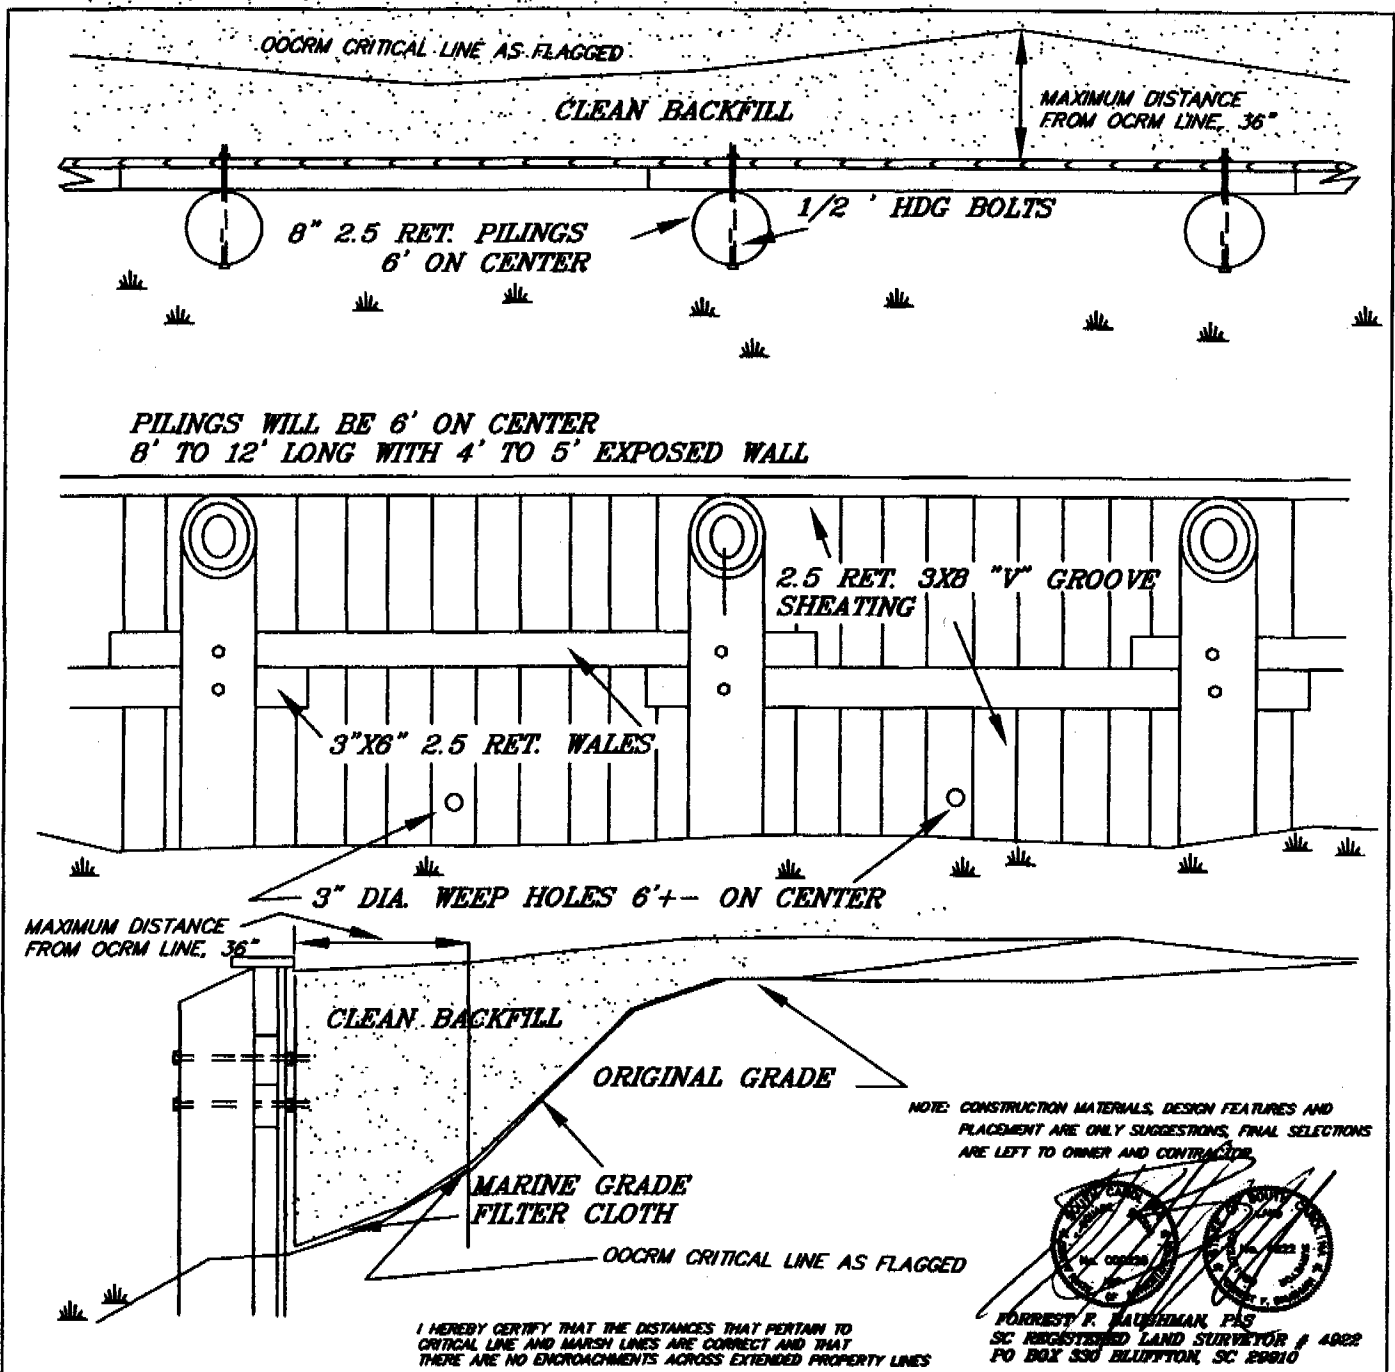 OOCRM CRITICAL LINE AS FLAGGED
CLEAN BACKFILL
MAXIMUM DISTANCE
FROM OCRM LINE, 36"
8" 2.5 RET. PILINGS
6' ON CENTER
1/2 ' HDG BOLTS
PILINGS WILL BE 6' ON CENTER
8' TO 12' LONG WITH 4' TO 5' EXPOSED WALL
2.5 RET. 3X8 "V" GROOVE
SHEATING
3"X6" 2.5 RET. WALES
3" DIA. WEEP HOLES 6'+- ON CENTER
MAXIMUM DISTANCE
FROM OCRM LINE, 36"
CLEAN BACKFILL
ORIGINAL GRADE
NOTE: CONSTRUCTION MATERIALS, DESIGN FEATURES AND
PLACEMENT ARE ONLY SUGGESTIONS, FINAL SELECTIONS
ARE LEFT TO OWNER AND CONTRACTOR
MARINE GRADE
FILTER CLOTH
OOCRM CRITICAL LINE AS FLAGGED
I HEREBY CERTIFY THAT THE DISTANCES THAT PERTAIN TO
CRITICAL LINE AND MARSH LINES ARE CORRECT AND THAT
THERE ARE NO ENCROACHMENTS ACROSS EXTENDED PROPERTY LINES
FORREST F. BAUGHMAN, PLS
SC REGISTERED LAND SURVEYOR # 4922
PO BOX 330 BLUFFTON, SC 29910